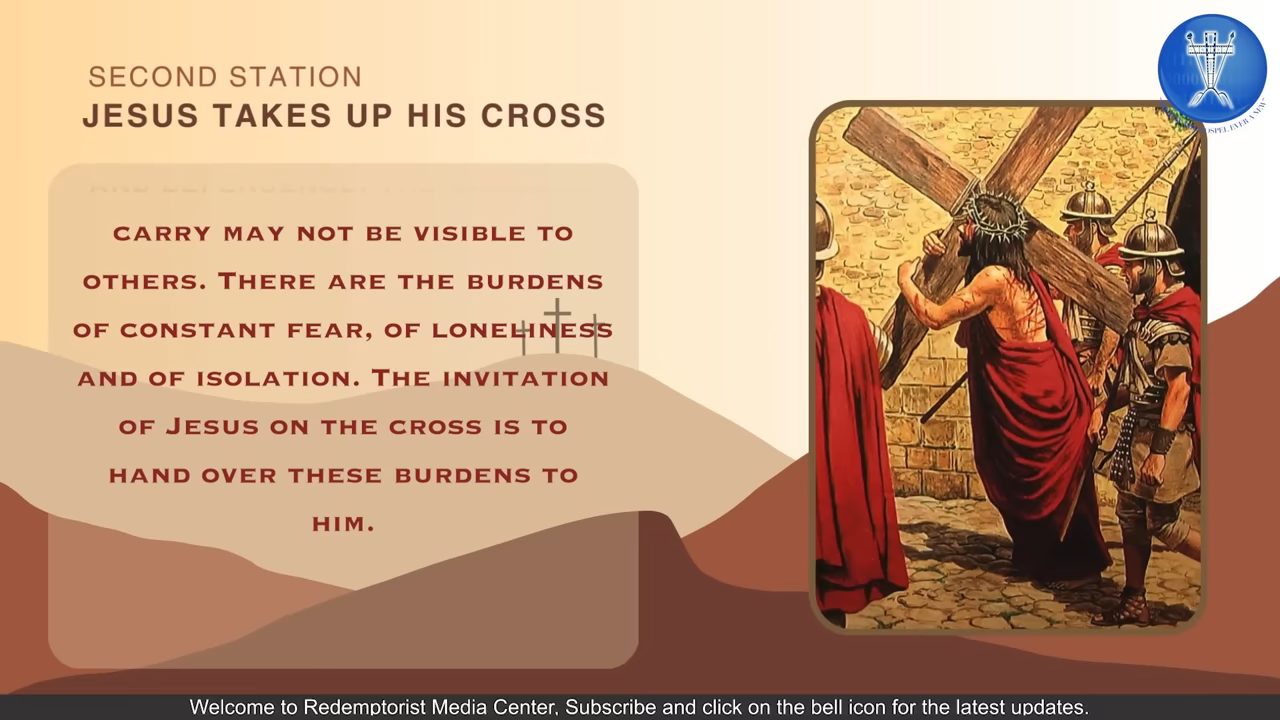 SECOND STATION
JESUS TAKES UP HIS CROSS
CARRY MAY NOT BE VISIBLE TO
OTHERS. THERE ARE THE BURDENS
OF CONSTANT FEAR, OF LONELINESS
AND OF ISOLATION. THE INVITATION
OF JESUS ON THE CROSS IS TO
HAND OVER THESE BURDENS TO
HIM.
GOSPEL EVER ANEW
Welcome to Redemptorist Media Center, Subscribe and click on the bell icon for the latest updates.